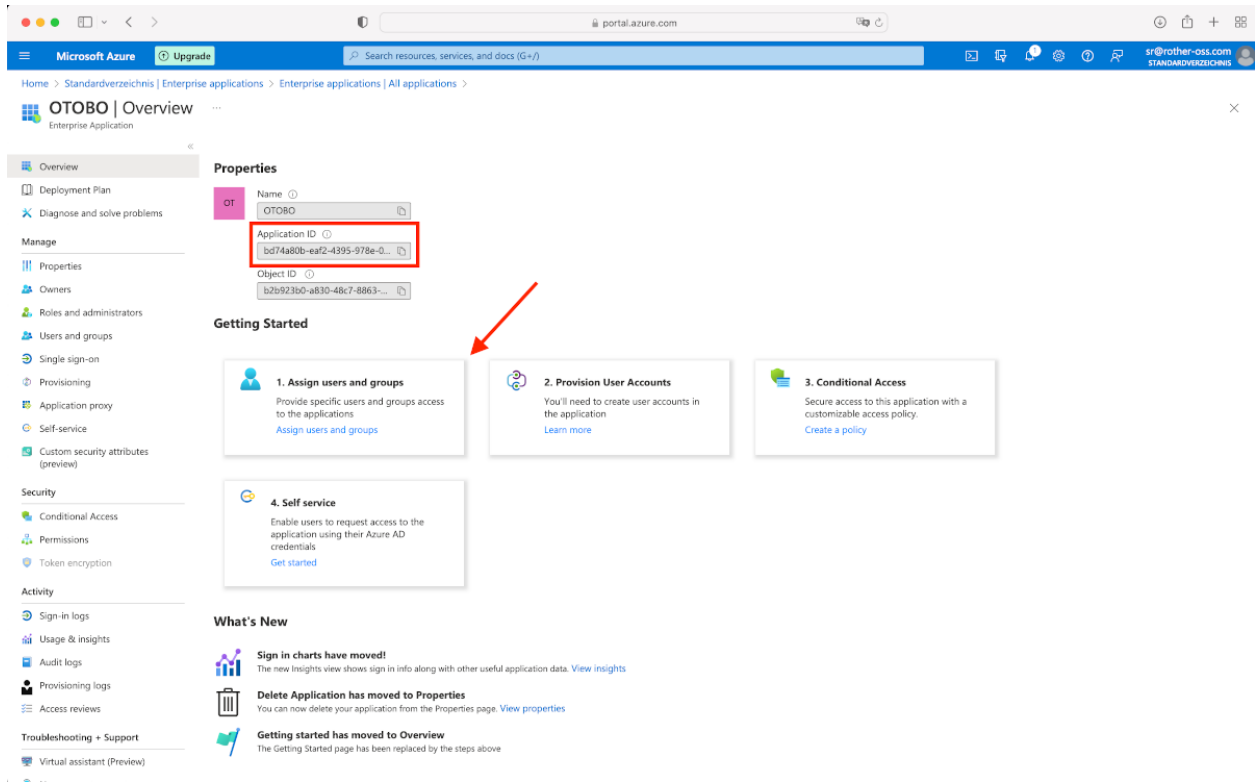 portal.azure.com
Microsoft Azure
Upgrade
Search resources, services, and docs (G+/)
sr@rother-oss.com
STANDARDVERZEICHNIS
Home > Standardverzeichnis | Enterprise applications > Enterprise applications | All applications >
OTOBO | Overview ...
Enterprise Application
«
Overview
Deployment Plan
Diagnose and solve problems
Manage
Properties
Owners
Roles and administrators
Users and groups
Single sign-on
Provisioning
Application proxy
Self-service
Custom security attributes
(preview)
Security
Conditional Access
Permissions
Token encryption
Activity
Sign-in logs
Usage & insights
Audit logs
Provisioning logs
Access reviews
Troubleshooting + Support
Virtual assistant (Preview)
Properties
OT
Name
OTOBO
Application ID
bd74a80b-eaf2-4395-978e-0...
Object ID
b2b923b0-a830-48c7-8863-...
Getting Started
1. Assign users and groups
Provide specific users and groups access
to the applications
Assign users and groups
2. Provision User Accounts
You'll need to create user accounts in
the application
Learn more
3. Conditional Access
Secure access to this application with a
customizable access policy.
Create a policy
4. Self service
Enable users to request access to the
application using their Azure AD
credentials
Get started
What's New
Sign in charts have moved!
The new Insights view shows sign in info along with other useful application data. View insights
Delete Application has moved to Properties
You can now delete your application from the Properties page. View properties
Getting started has moved to Overview
The Getting Started page has been replaced by the steps above